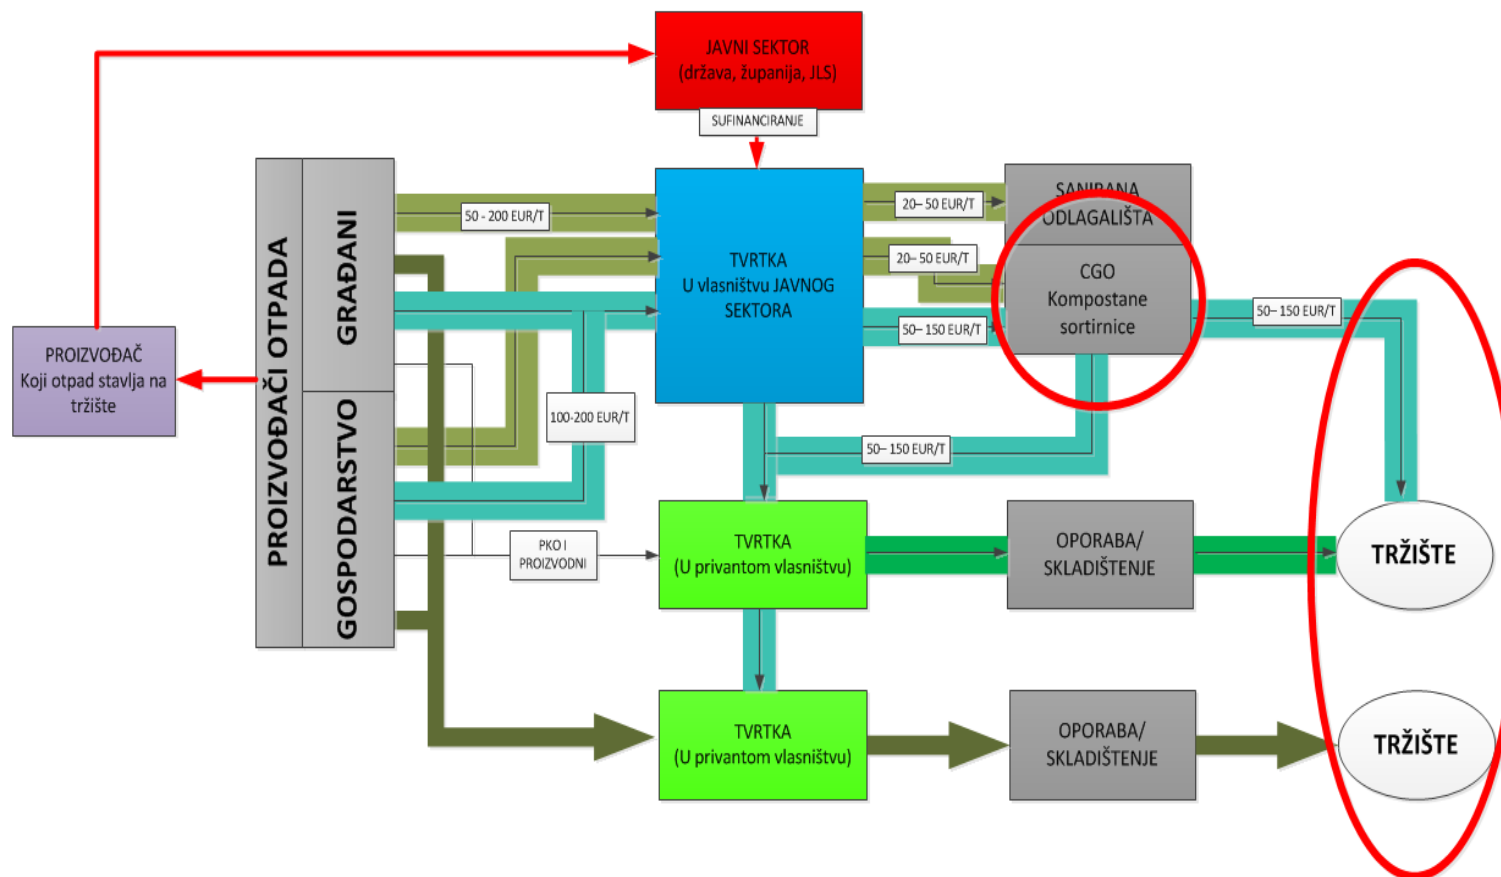 JAVNI SEKTOR
(država, županija, JLS)
SUFINANCIRANJE
PROIZVOĐAČ
Koji otpad stavlja na
tržište
PROIZVOĐAČI OTPADA
GRAĐANI
GOSPODARSTVO
50 - 200 EUR/T
100-200 EUR/T
PKO I
PROIZVODNI
TVRTKA
U vlasništvu JAVNOG
SEKTORA
20– 50 EUR/T
20– 50 EUR/T
50– 150 EUR/T
SANIRANA
ODLAGALIŠTA
CGO
Kompostane
sortirnice
50– 150 EUR/T
50– 150 EUR/T
TVRTKA
(U privantom vlasništvu)
OPORABA/
SKLADIŠTENJE
TRŽIŠTE
TVRTKA
(U privantom vlasništvu)
OPORABA/
SKLADIŠTENJE
TRŽIŠTE